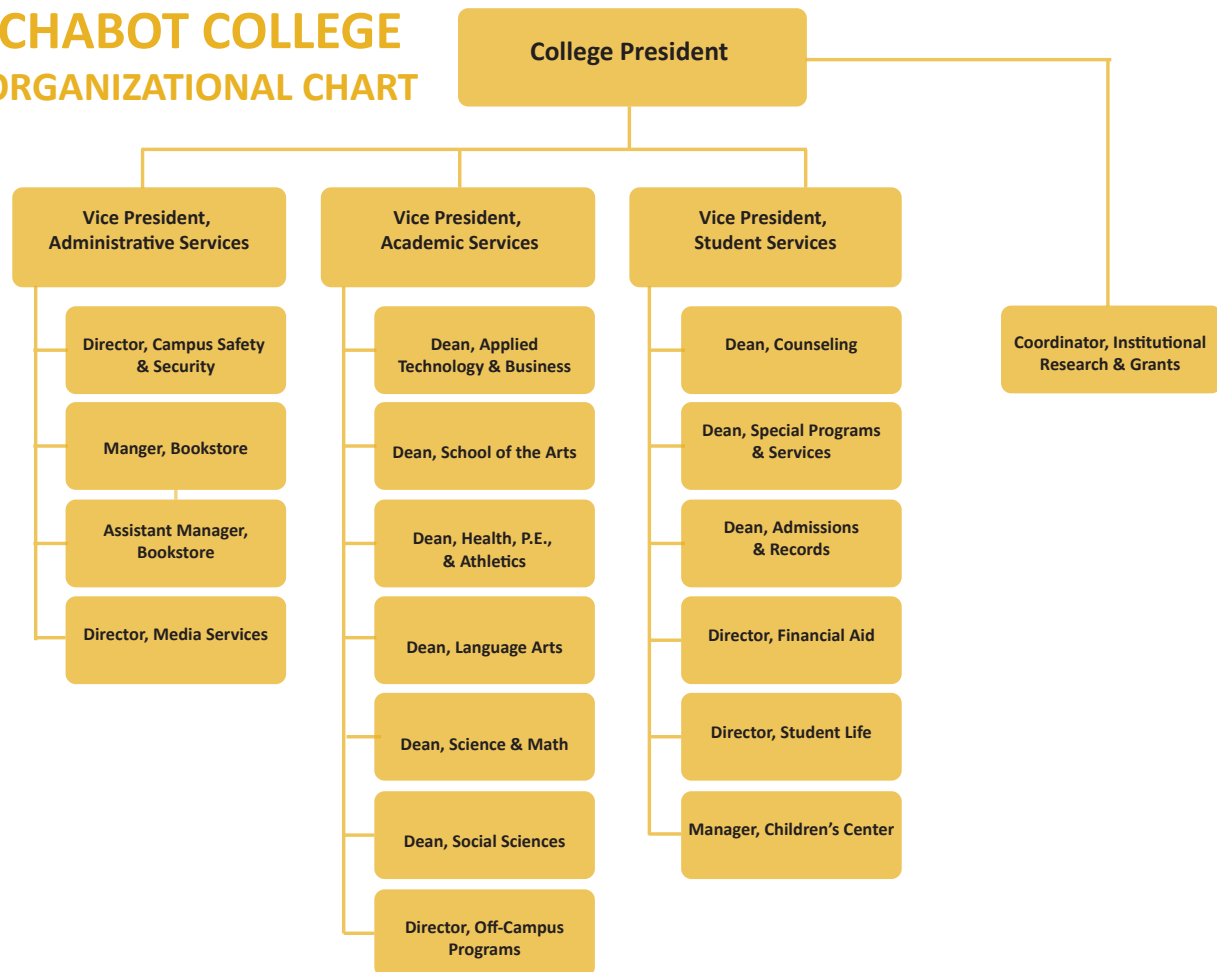 CHABOT COLLEGE
ORGANIZATIONAL CHART
College President
Vice President,
Administrative Services
Director, Campus Safety
& Security
Manger, Bookstore
Assistant Manager,
Bookstore
Director, Media Services
Vice President,
Academic Services
Dean, Applied
Technology & Business
Dean, School of the Arts
Dean, Health, P.E.,
& Athletics
Dean, Language Arts
Dean, Science & Math
Dean, Social Sciences
Director, Off-Campus
Programs
Vice President,
Student Services
Dean, Counseling
Dean, Special Programs
& Services
Dean, Admissions
& Records
Director, Financial Aid
Director, Student Life
Manager, Children’s Center
Coordinator, Institutional
Research & Grants